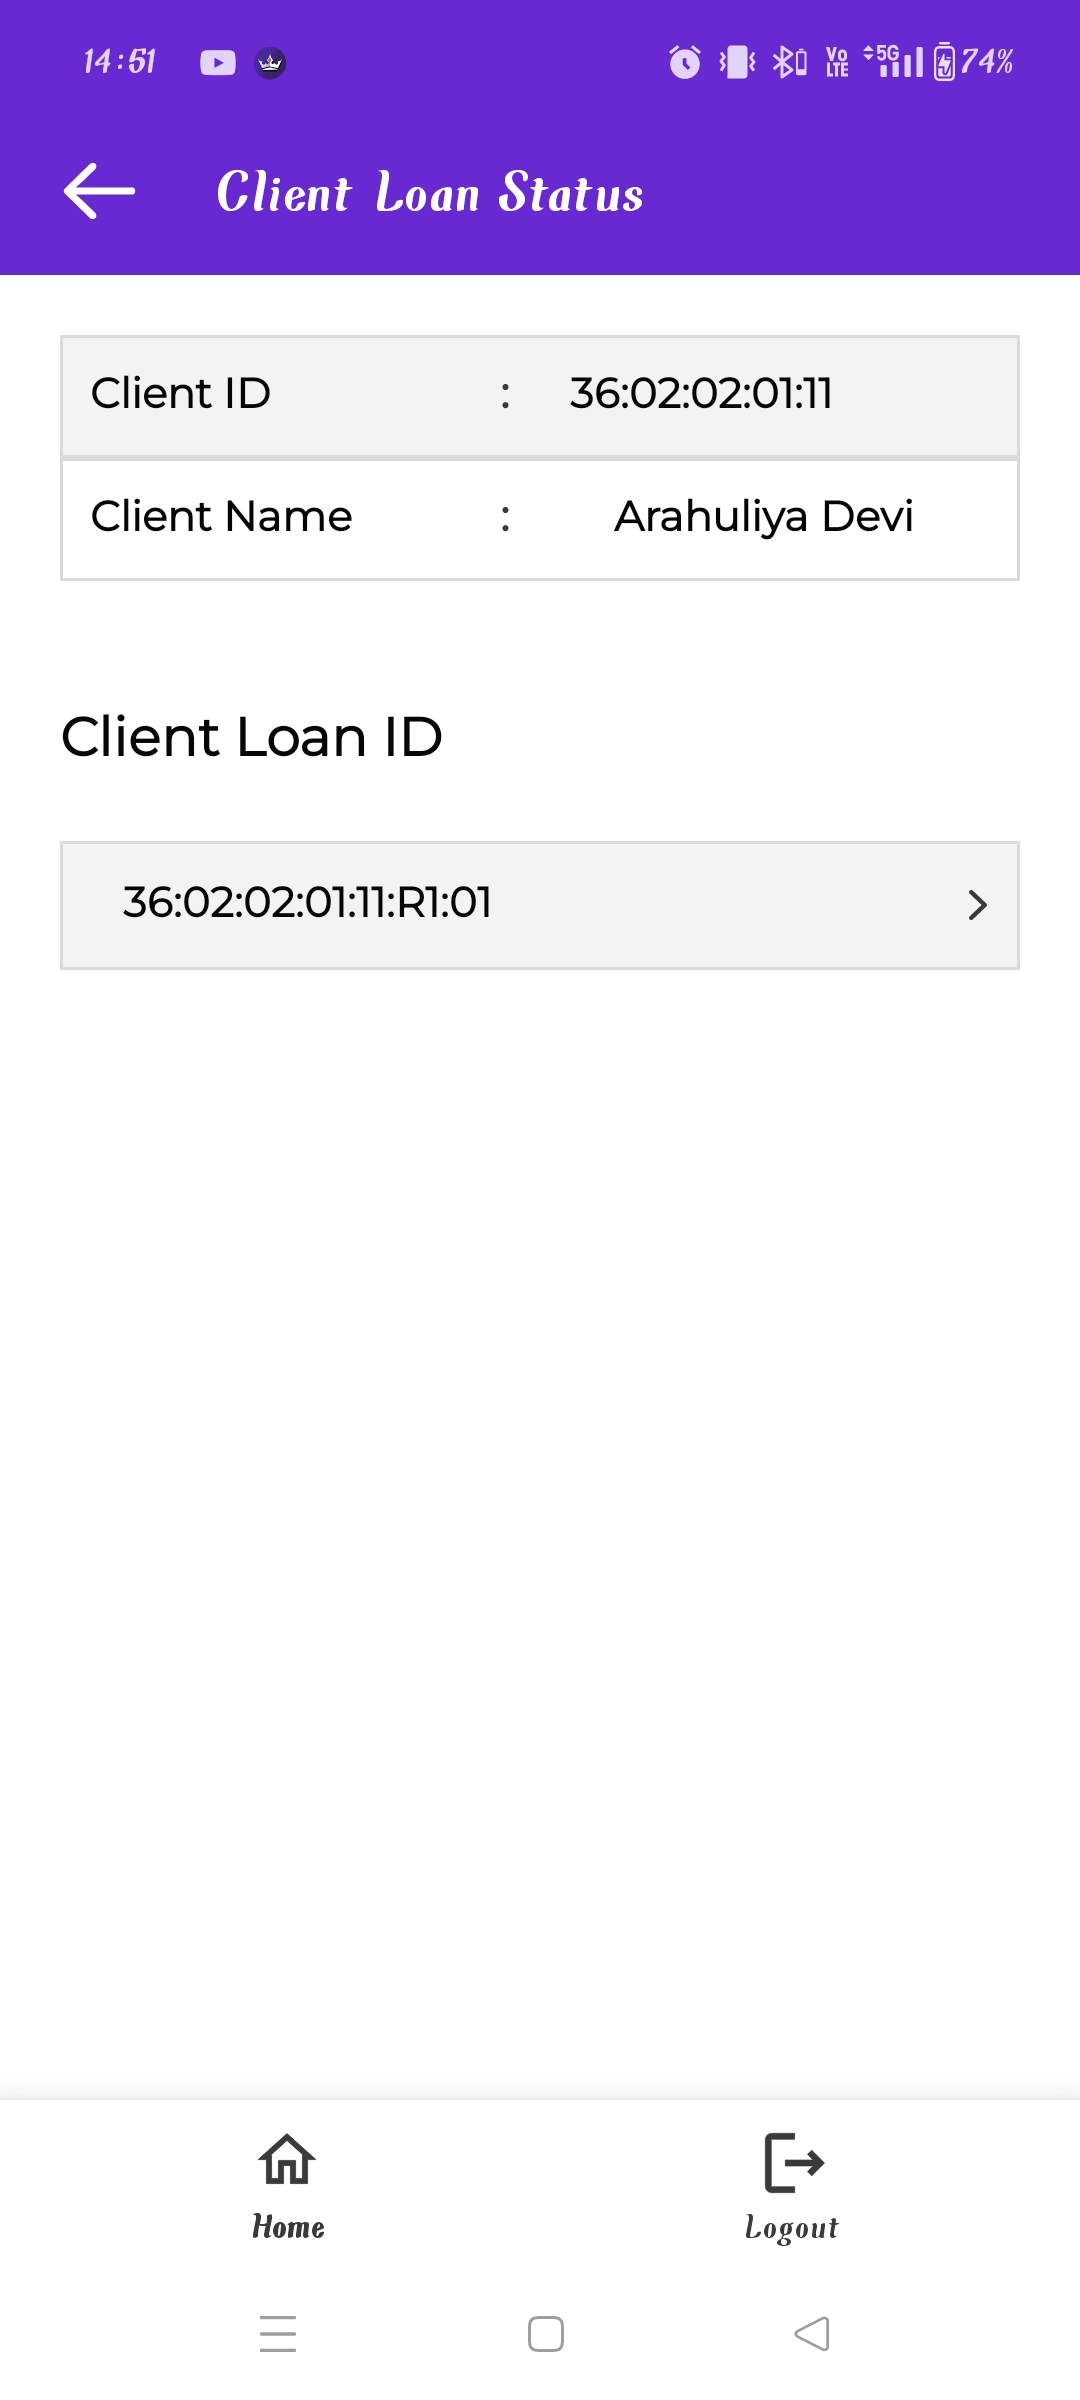 14:51
Vo LTE 5G 74%
Client Loan Status
Client ID : 36:02:02:01:11
Client Name : Arahuliya Devi
Client Loan ID
36:02:02:01:11:R1:01
Home Logout